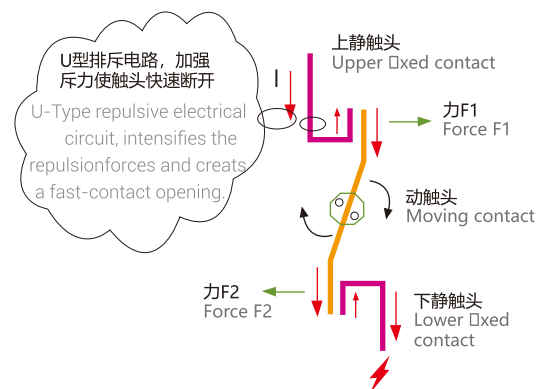 U型排斥电路，加强
斥力使触头快速断开
U-Type repulsive electrical
circuit, intensifies the
repulsionforces and creats
a fast-contact opening.
I
上静触头
Upper □xed contact
力F1
Force F1
动触头
Moving contact
力F2
Force F2
下静触头
Lower □xed
contact